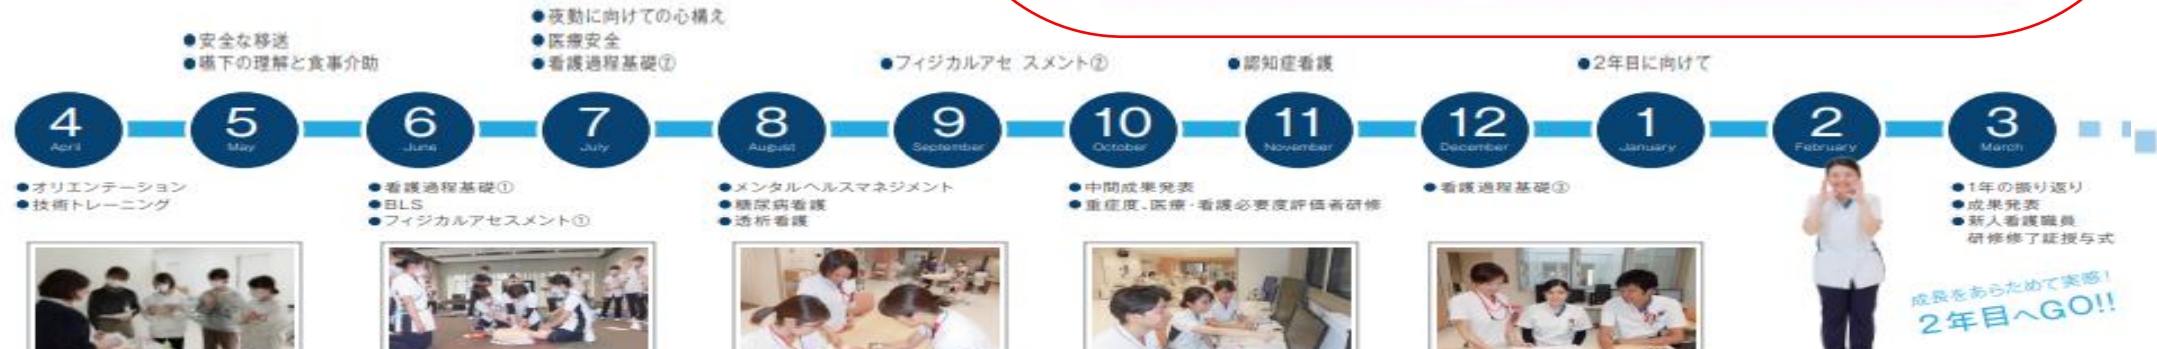 ●夜勤に向けての心構え
●安全な移送
●医療安全
●嚥下の理解と食事介助
●看護過程基礎②
●フィジカルアセ スメント②
●認知症看護
●2年目に向けて
4
April
5
May
6
June
7
July
8
August
9
September
10
October
11
November
12
December
1
January
2
February
3
March
●オリエンテーション
●技術トレーニング
●看護過程基礎①
●BLS
●フィジカルアセスメント①
●メンタルヘルスマネジメント
●糖尿病看護
●透析看護
●中間成果発表
●重症度、医療・看護必要度評価者研修
●看護過程基礎③
●1年の振り返り
●成果発表
●新人看護職員
研修修了証授与式
成長をあらためて実感!
2年目へGO!!